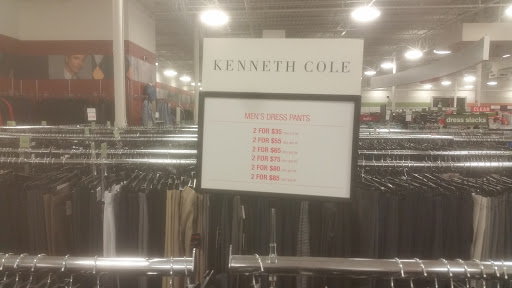 KENNETH COLE
MEN'S DRESS PANTS
2 FOR $35
2 FOR $55
2 FOR $65
2 FOR $75
2 FOR $80
2 FOR $85
CLEAR
dress slacks